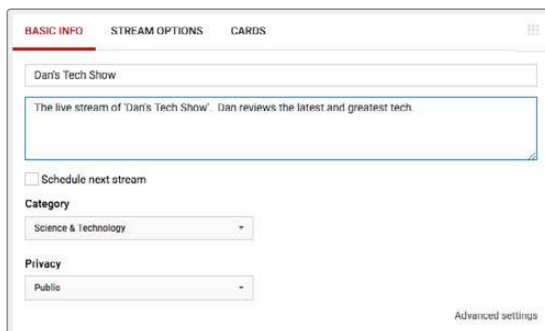 BASIC INFO STREAM OPTIONS CARDS
Dan's Tech Show
The live stream of 'Dan's Tech Show'. Dan reviews the latest and greatest tech.
Schedule next stream
Category
Science & Technology
Privacy
Public
Advanced settings